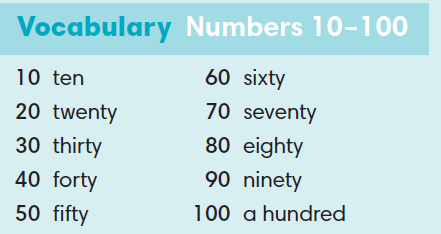 Vocabulary Numbers 10–100
10 ten
20 twenty
30 thirty
40 forty
50 fifty
60 sixty
70 seventy
80 eighty
90 ninety
100 a hundred